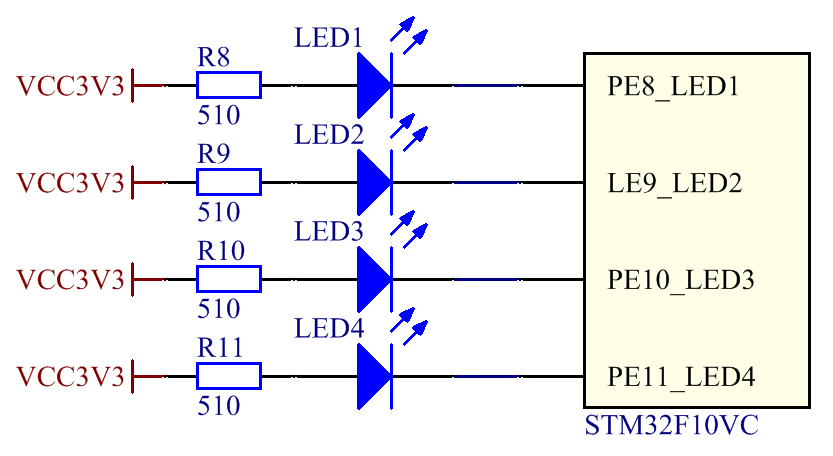 LED1
R8
VCC3V3
PE8_LED1
510
LED2
R9
VCC3V3
LE9_LED2
510
LED3
R10
VCC3V3
PE10_LED3
510
LED4
R11
VCC3V3
PE11_LED4
510
STM32F10VC